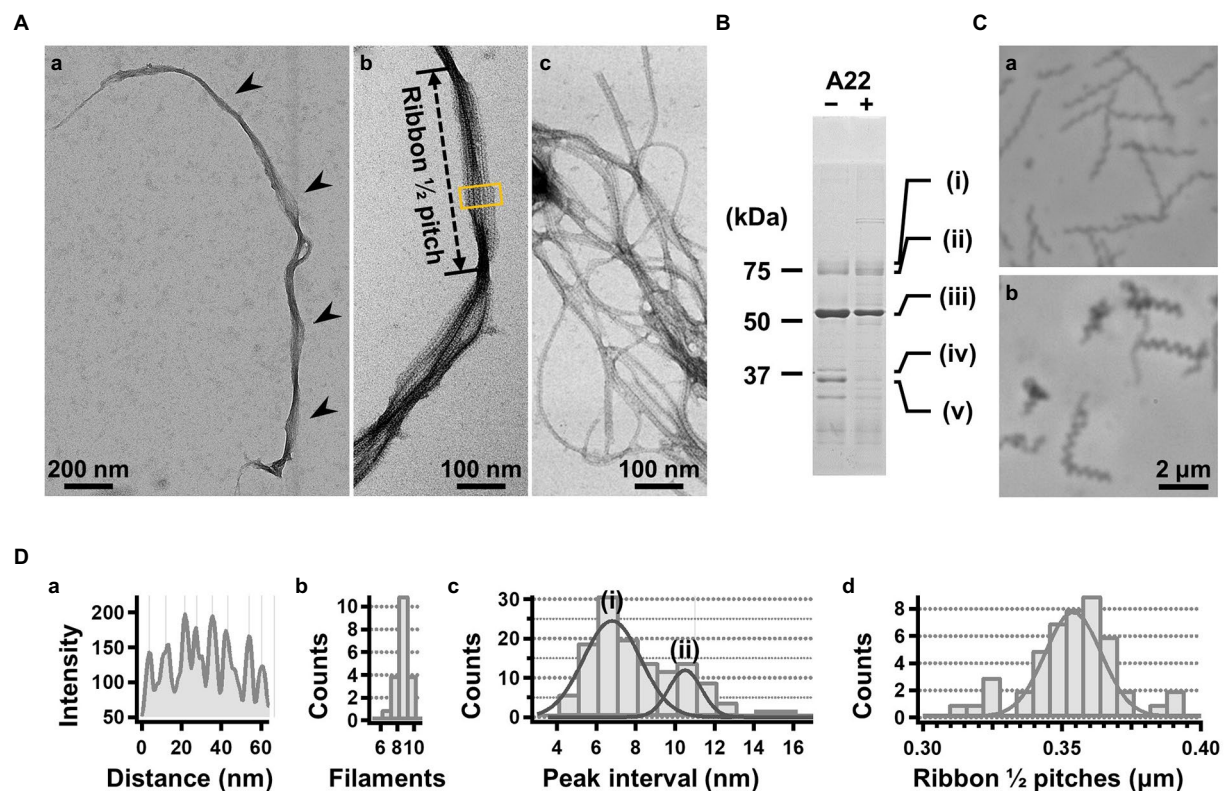 A
B
C
a
b
c
Ribbon ½ pitch
200 nm
100 nm
100 nm
A22
− +
(kDa)
75
50
37
(i)
(ii)
(iii)
(iv)
(v)
a
b
2 µm
D
a
Intensity
200
150
100
50
0 20 40 60
Distance (nm)
b
Counts
10
8
6
4
2
0
6 8 10
Filaments
c
Counts
30
20
10
0
(i)
(ii)
4 6 8 10 12 14 16
Peak interval (nm)
d
Counts
8
6
4
2
0
0.30 0.35 0.40
Ribbon ½ pitches (µm)